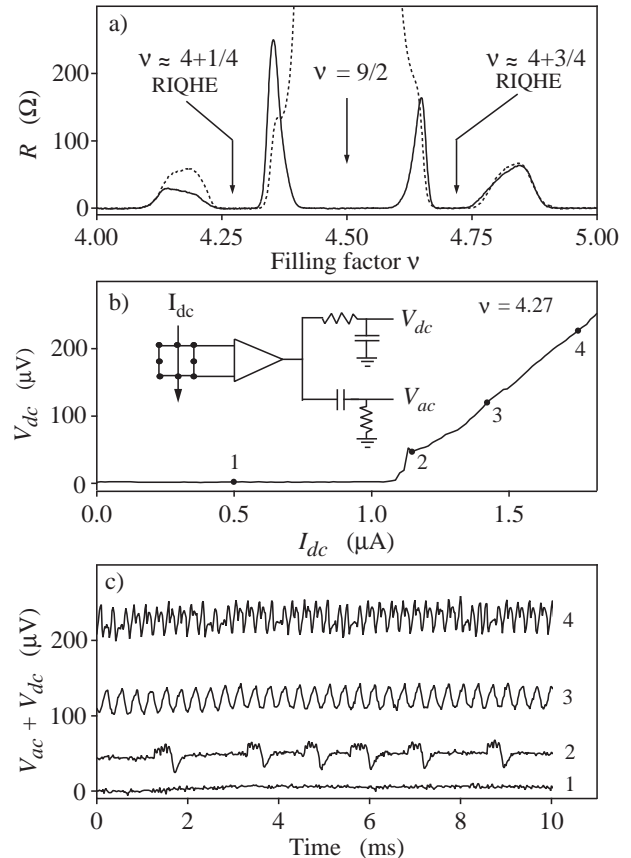 a)
ν ≈ 4+1/4
RIQHE
ν = 9/2
ν ≈ 4+3/4
RIQHE
200
100
0
R (Ω)
4.00 4.25 4.50 4.75 5.00
Filling factor ν
b)
I_dc
V_dc
V_ac
ν = 4.27
200
100
0
V_dc (μV)
1
2
3
4
0.0 0.5 1.0 1.5
I_dc (μA)
c)
200
100
0
V_ac + V_dc (μV)
4
3
2
1
0 2 4 6 8 10
Time (ms)